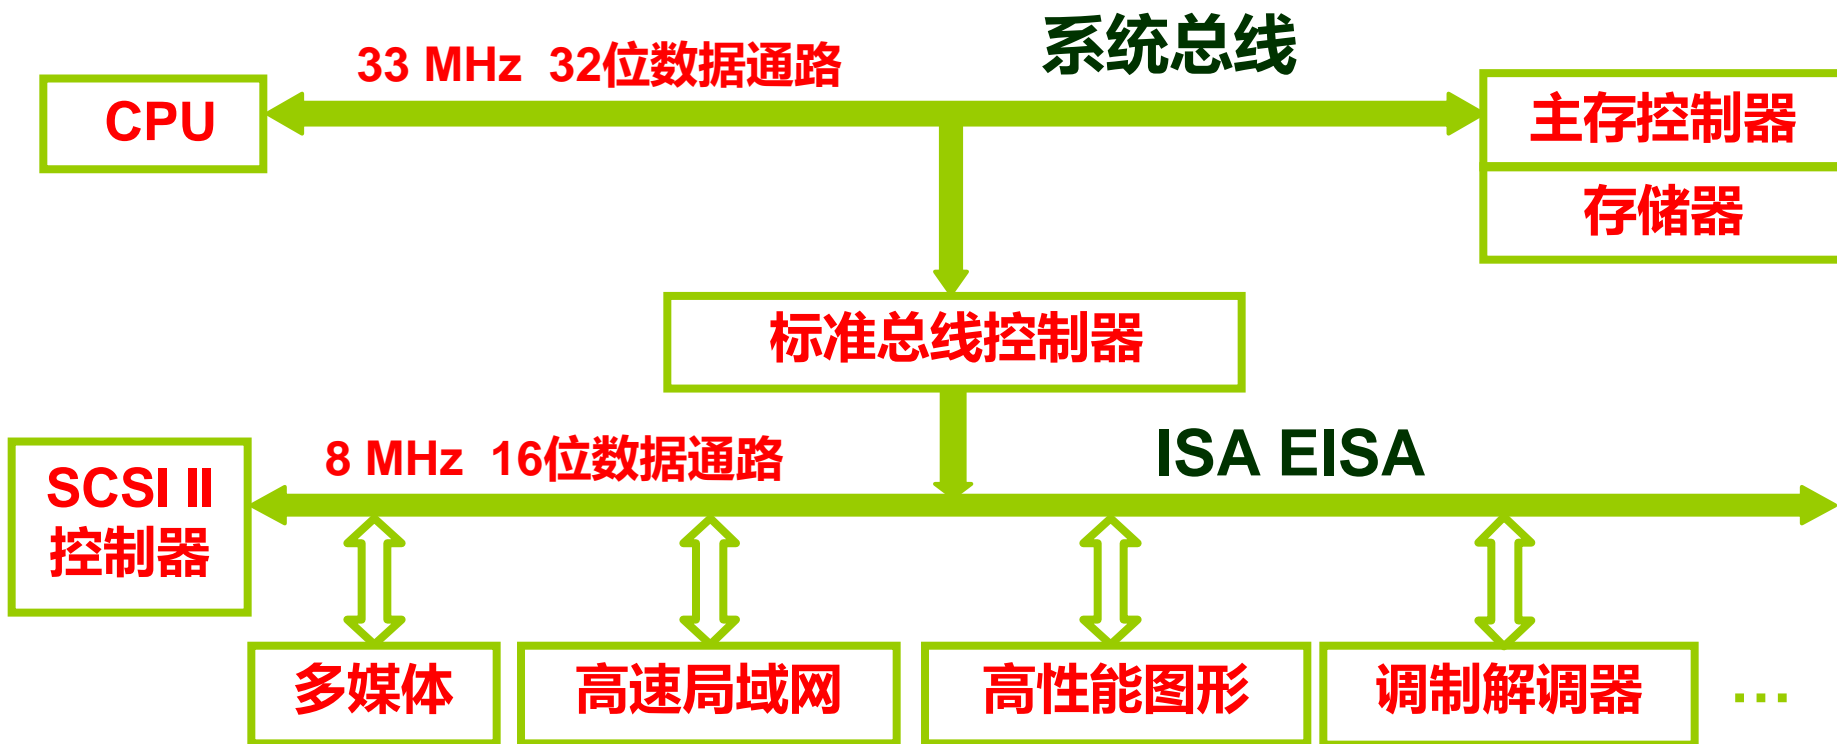 系统总线
33 MHz 32位数据通路
CPU
主存控制器
存储器
标准总线控制器
8 MHz 16位数据通路
ISA EISA
SCSI II
控制器
多媒体
高速局域网
高性能图形
调制解调器
…